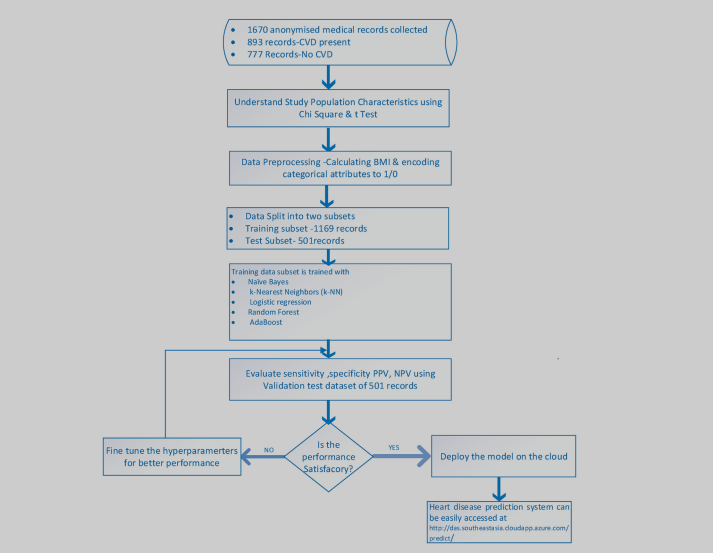 • 1670 anonymised medical records collected
• 893 records-CVD present
• 777 Records-No CVD
Understand Study Population Characteristics using
Chi Square & t Test
Data Preprocessing -Calculating BMI & encoding
categorical attributes to 1/0
• Data Split into two subsets
• Training subset -1169 records
• Test Subset- 501records
Training data subset is trained with
• Naïve Bayes
• k-Nearest Neighbors (k-NN)
• Logistic regression
• Random Forest
• AdaBoost
Evaluate sensitivity ,specificity PPV, NPV using
Validation test dataset of 501 records
Is the
performance
Satisfacory?
NO
YES
Fine tune the hyperparamerters
for better performance
Deploy the model on the cloud
Heart disease prediction system can
be easily accessed at
http://das.southeastasia.cloudapp.azure.com/
predict/